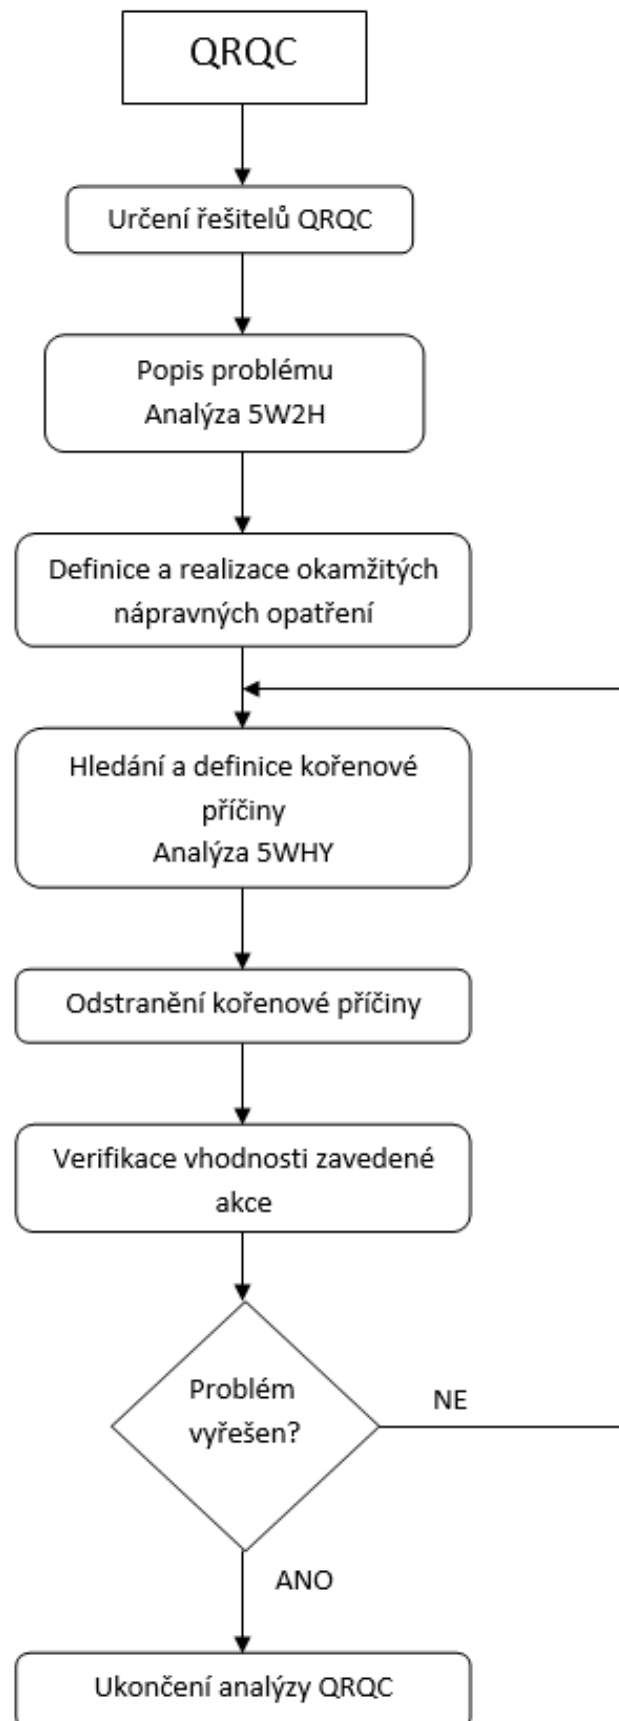 QRQC
Určení řešitelů QRQC
Popis problému
Analýza 5W2H
Definice a realizace okamžitých
nápravných opatření
Hledání a definice kořenové
příčiny
Analýza 5WHY
Odstranění kořenové příčiny
Verifikace vhodnosti zavedené
akce
Problém
vyřešen?
NE
ANO
Ukončení analýzy QRQC